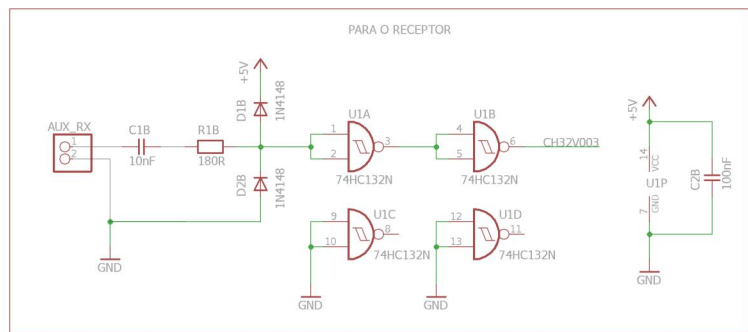 PARA O RECEPTOR
+5V
D1B
1N4148
AUX_RX
1
2
C1B
10nF
R1B
180R
U1A
1
2
3
74HC132N
U1B
4
5
6
74HC132N
CH32V003
D2B
1N4148
GND
U1C
9
10
8
74HC132N
GND
U1D
12
13
11
74HC132N
GND
+5V
14
VCC
U1P
GND
7
C2B
100nF
GND